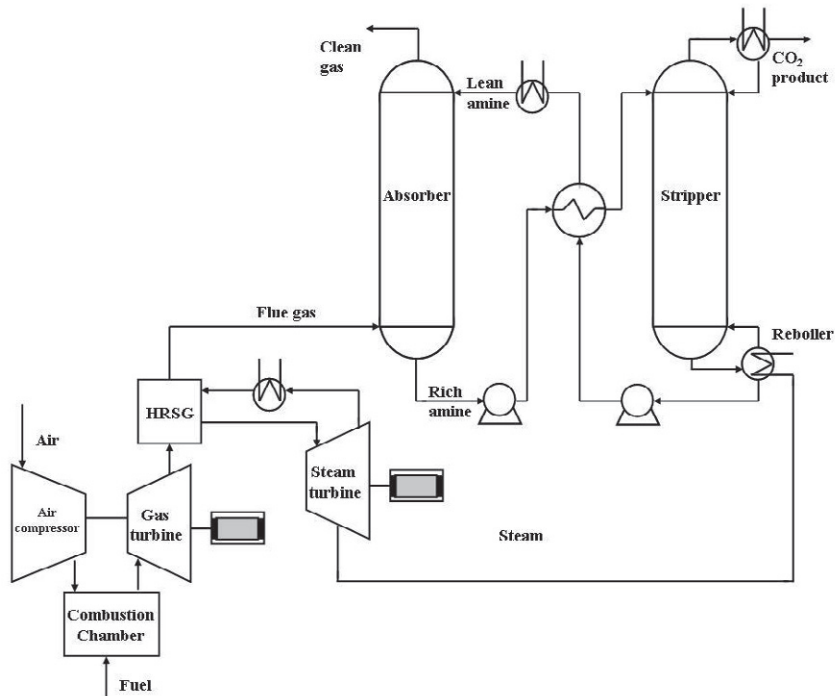 Clean
gas
Lean
amine
CO₂
product
Absorber
Stripper
Flue gas
Reboiler
Rich
amine
HRSG
Air
Steam
turbine
Air
compressor
Gas
turbine
Steam
Combustion
Chamber
Fuel